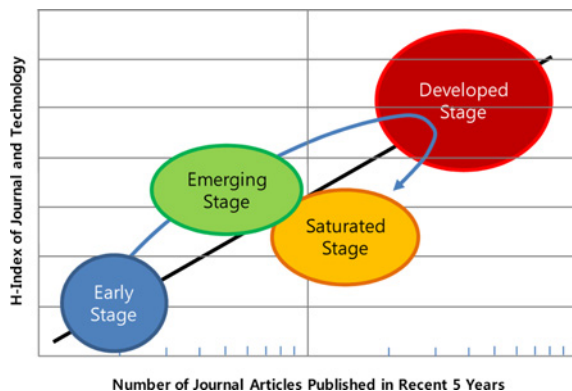 H-Index of Journal and Technology
Developed
Stage
Emerging
Stage
Saturated
Stage
Early
Stage
Number of Journal Articles Published in Recent 5 Years